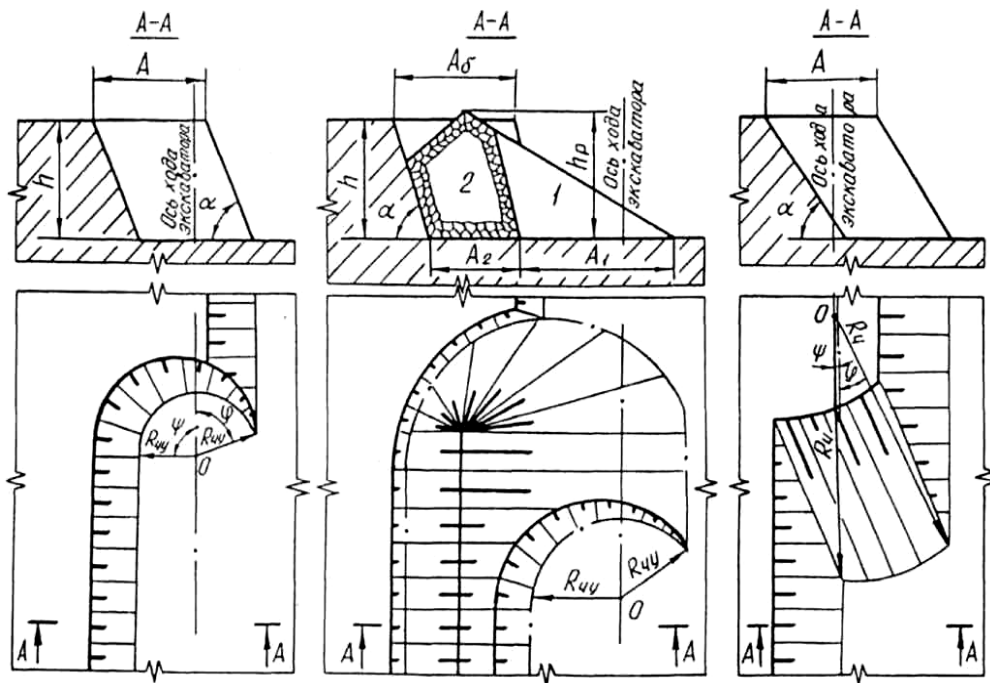 А-А
А
Ось хода
экскаватора
h
α
ψ
φ
Rчу
Rчу
О
А
А
А-А
Аб
Ось хода
экскаватора
hр
h
2
1
α
А2
А1
Rчу
Rчу
О
А
А
А-А
А
Ось хода
экскаватора
h
α
О
Rч
ψ
φ
Rч
А
А